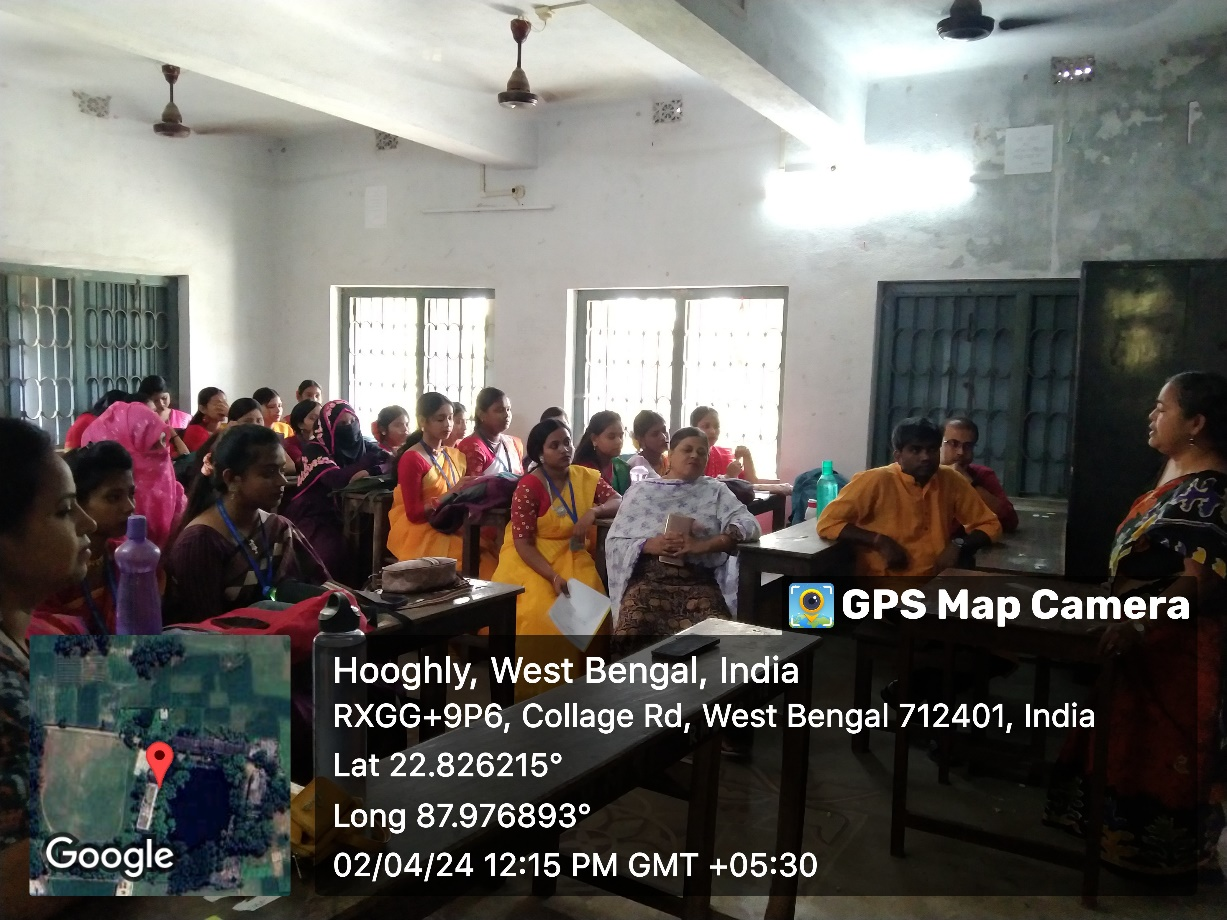 GPS Map Camera
Hooghly, West Bengal, India
RXGG+9P6, Collage Rd, West Bengal 712401, India
Lat 22.826215°
Long 87.976893°
02/04/24 12:15 PM GMT +05:30
Google